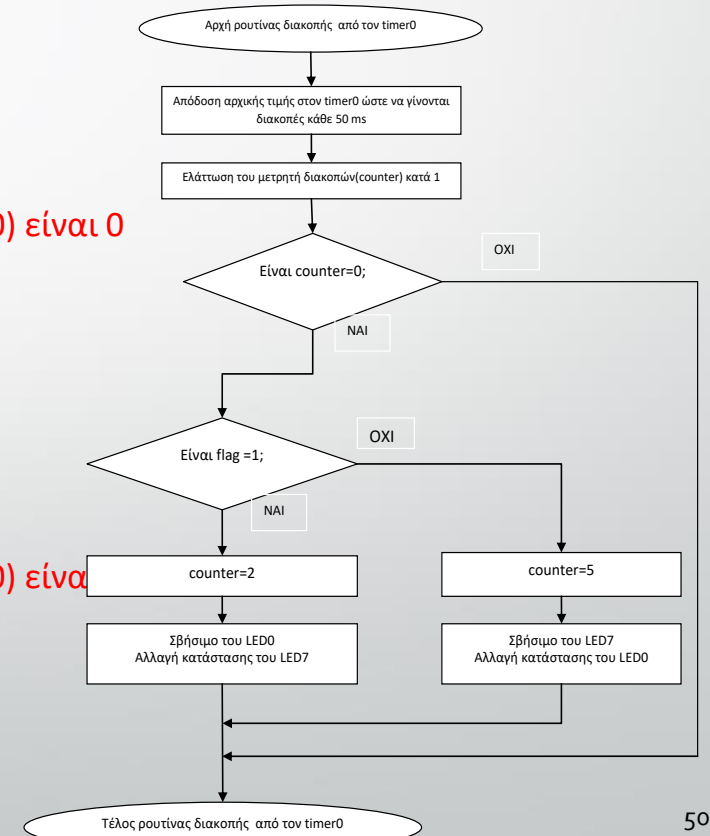 Αρχή ρουτίνας διακοπής από τον timer0
Απόδοση αρχικής τιμής στον timer0 ώστε να γίνονται
διακοπές κάθε 50 ms
Ελάττωση του μετρητή διακοπών(counter) κατά 1
0) είναι 0
Είναι counter=0;
ΟΧΙ
ΝΑΙ
Είναι flag =1;
ΟΧΙ
ΝΑΙ
0) είνα
counter=2
counter=5
Σβήσιμο του LED0
Αλλαγή κατάστασης του LED7
Σβήσιμο του LED7
Αλλαγή κατάστασης του LED0
Τέλος ρουτίνας διακοπής από τον timer0
5ο